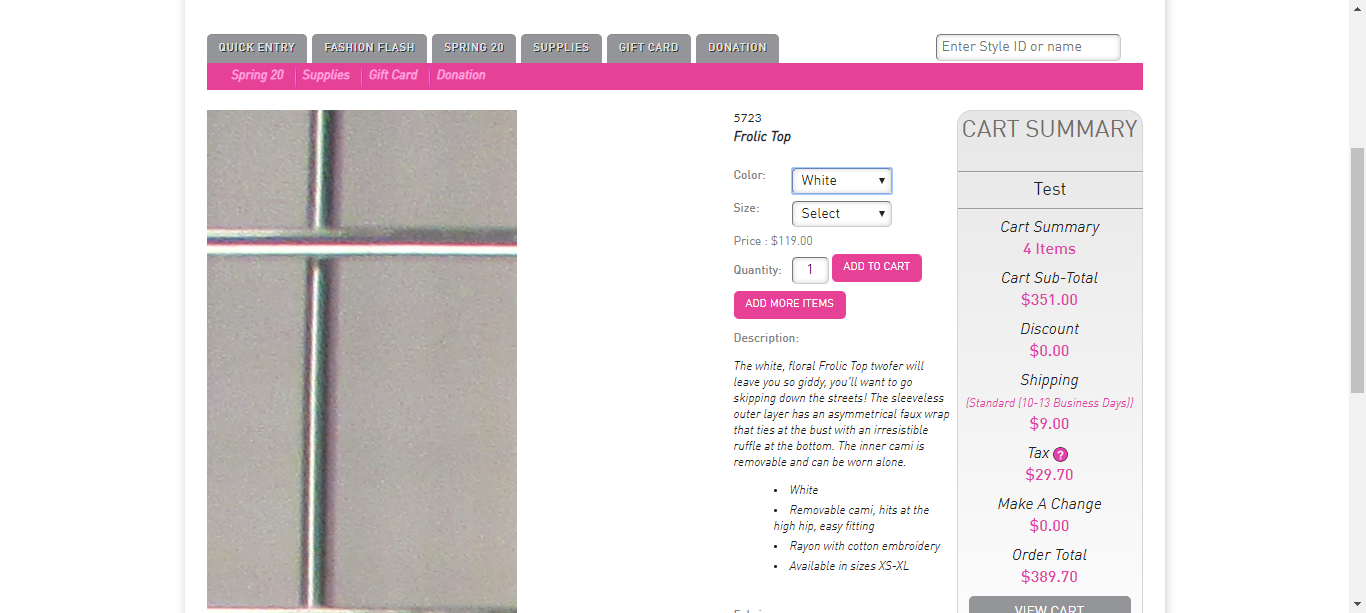 QUICK ENTRY
FASHION FLASH
SPRING 20
SUPPLIES
GIFT CARD
DONATION
Enter Style ID or name
Spring 20
Supplies
Gift Card
Donation
5723
Frolic Top
Color:
White
Size:
Select
Price : $119.00
Quantity:
1
ADD TO CART
ADD MORE ITEMS
Description:
The white, floral Frolic Top twofer will
leave you so giddy, you'll want to go
skipping down the streets! The sleeveless
outer layer has an asymmetrical faux wrap
that ties at the bust with an irresistible
ruffle at the bottom. The inner cami is
removable and can be worn alone.
• White
• Removable cami, hits at the
high hip, easy fitting
• Rayon with cotton embroidery
• Available in sizes XS-XL
CART SUMMARY
Test
Cart Summary
4 Items
Cart Sub-Total
$351.00
Discount
$0.00
Shipping
(Standard (10-13 Business Days))
$9.00
Tax ?
$29.70
Make A Change
$0.00
Order Total
$389.70
VIEW CART